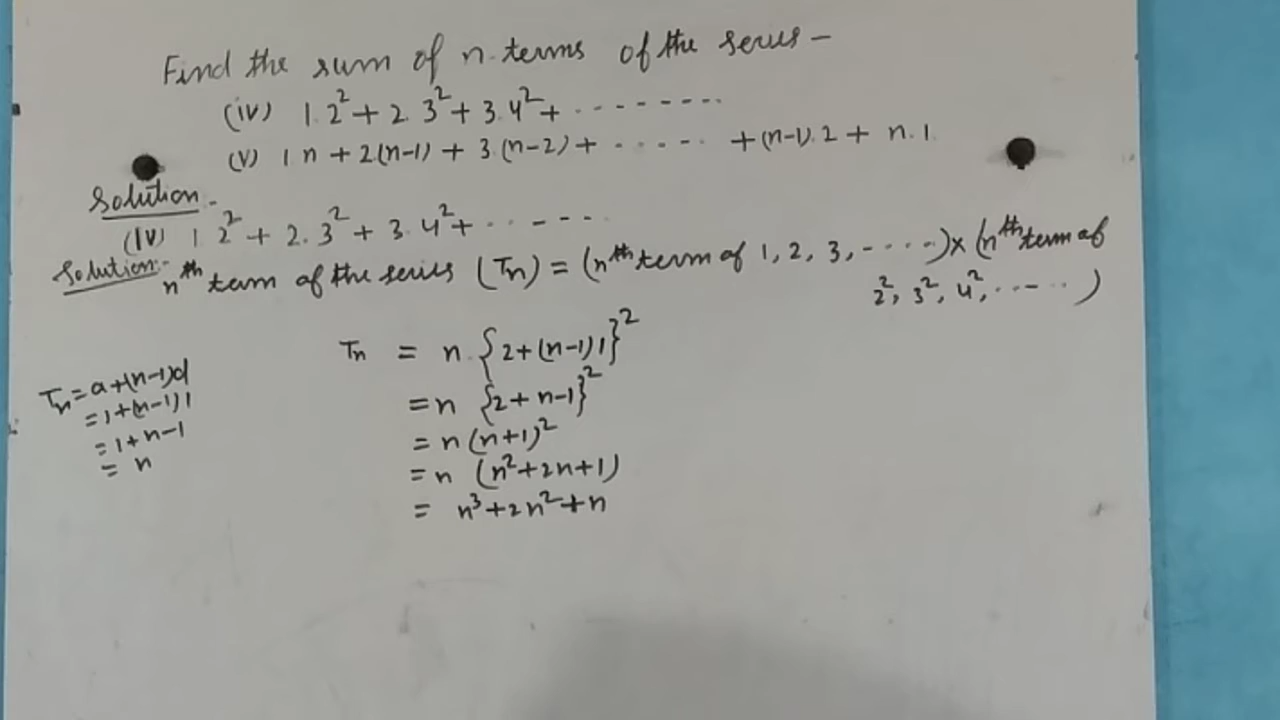 Find the sum of n terms of the series –
(iv) 1.2² + 2.3² + 3.4² + ---------
(v) 1.n + 2(n-1) + 3.(n-2) + ------ + (n-1).2 + n.1.
Solution -
(iv) 1.2² + 2.3² + 3.4² + -------
Solution:- nᵗʰ term of the series (Tn) = (nᵗʰ term of 1, 2, 3, -----) × (nᵗʰ term of
2², 3², 4², -----)
Tn = n.{2+(n-1)1}²
= n {2+n-1}²
= n (n+1)²
= n (n²+2n+1)
= n³+2n²+n
Tn = a+(n-1)d
= 1+(n-1)1
= 1+n-1
= n